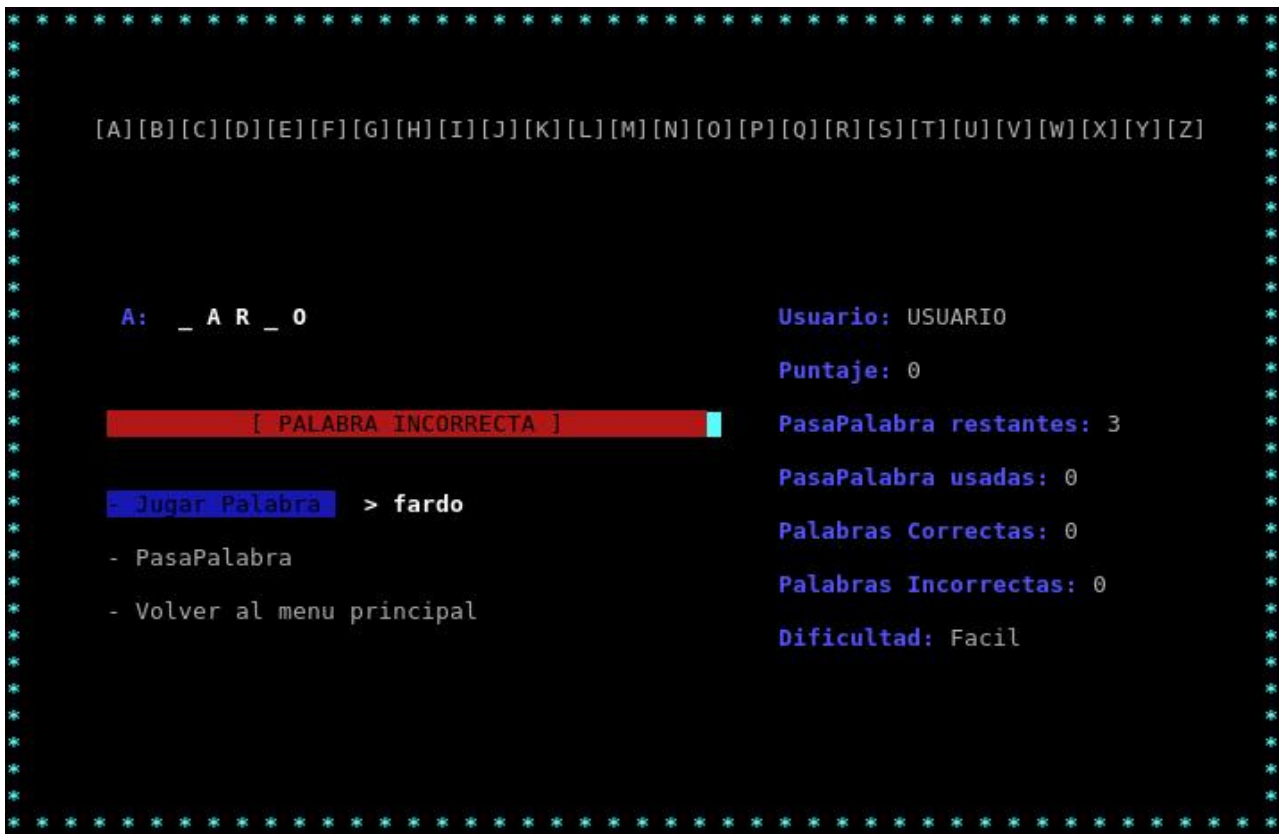 [A][B][C][D][E][F][G][H][I][J][K][L][M][N][O][P][Q][R][S][T][U][V][W][X][Y][Z]
A: _ A R _ O
[ PALABRA INCORRECTA ]
- Jugar Palabra > fardo
- PasaPalabra
- Volver al menu principal
Usuario: USUARIO
Puntaje: 0
PasaPalabra restantes: 3
PasaPalabra usadas: 0
Palabras Correctas: 0
Palabras Incorrectas: 0
Dificultad: Facil